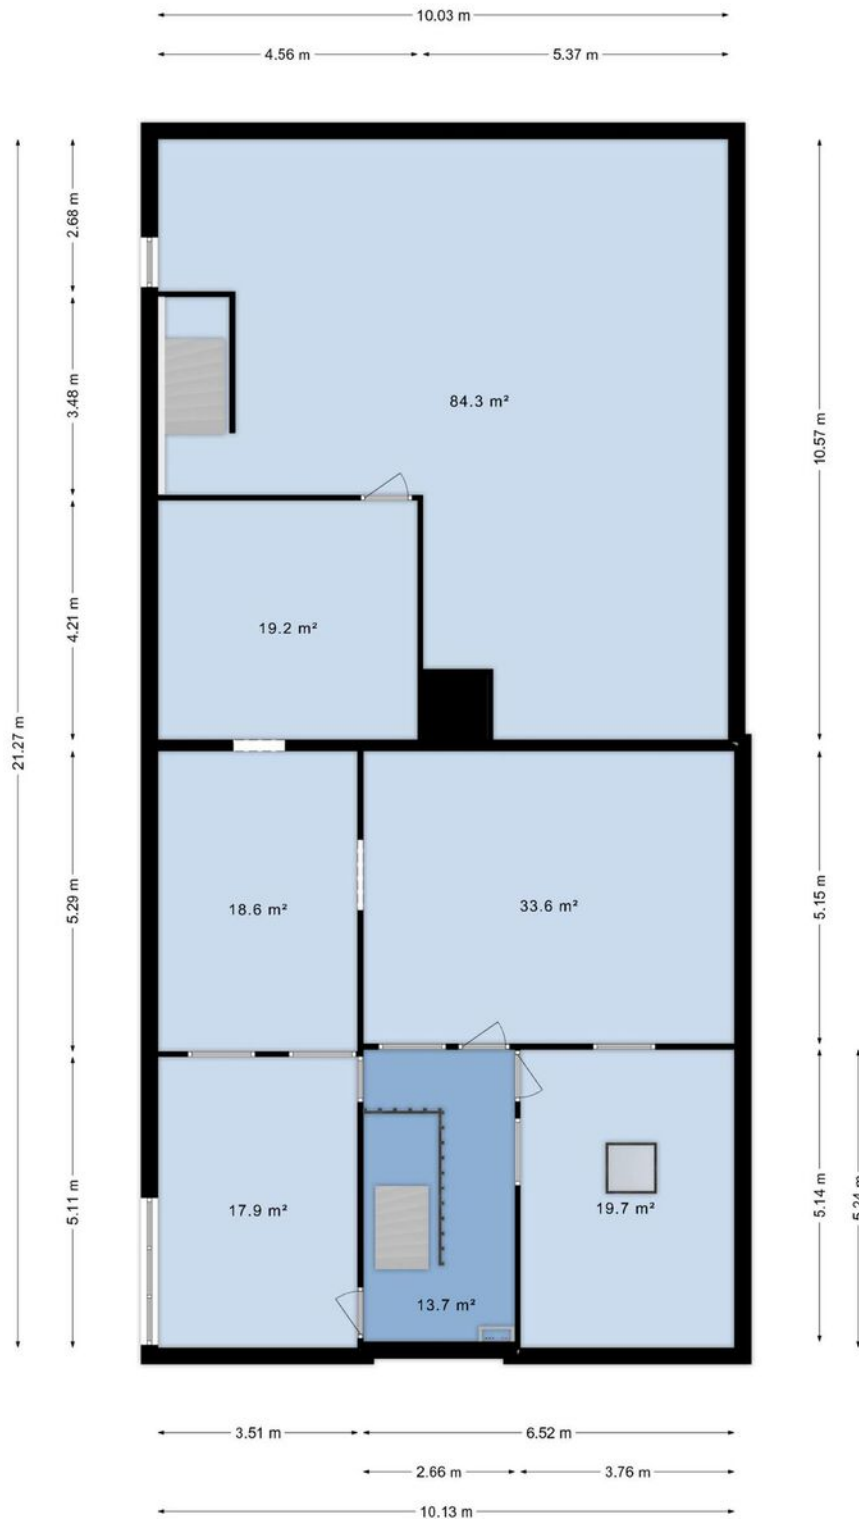 10.03 m
4.56 m
5.37 m
2.68 m
3.48 m
84.3 m²
10.57 m
4.21 m
19.2 m²
21.27 m
5.29 m
18.6 m²
33.6 m²
5.15 m
5.11 m
17.9 m²
13.7 m²
19.7 m²
5.14 m
5.24 m
3.51 m
6.52 m
2.66 m
3.76 m
10.13 m